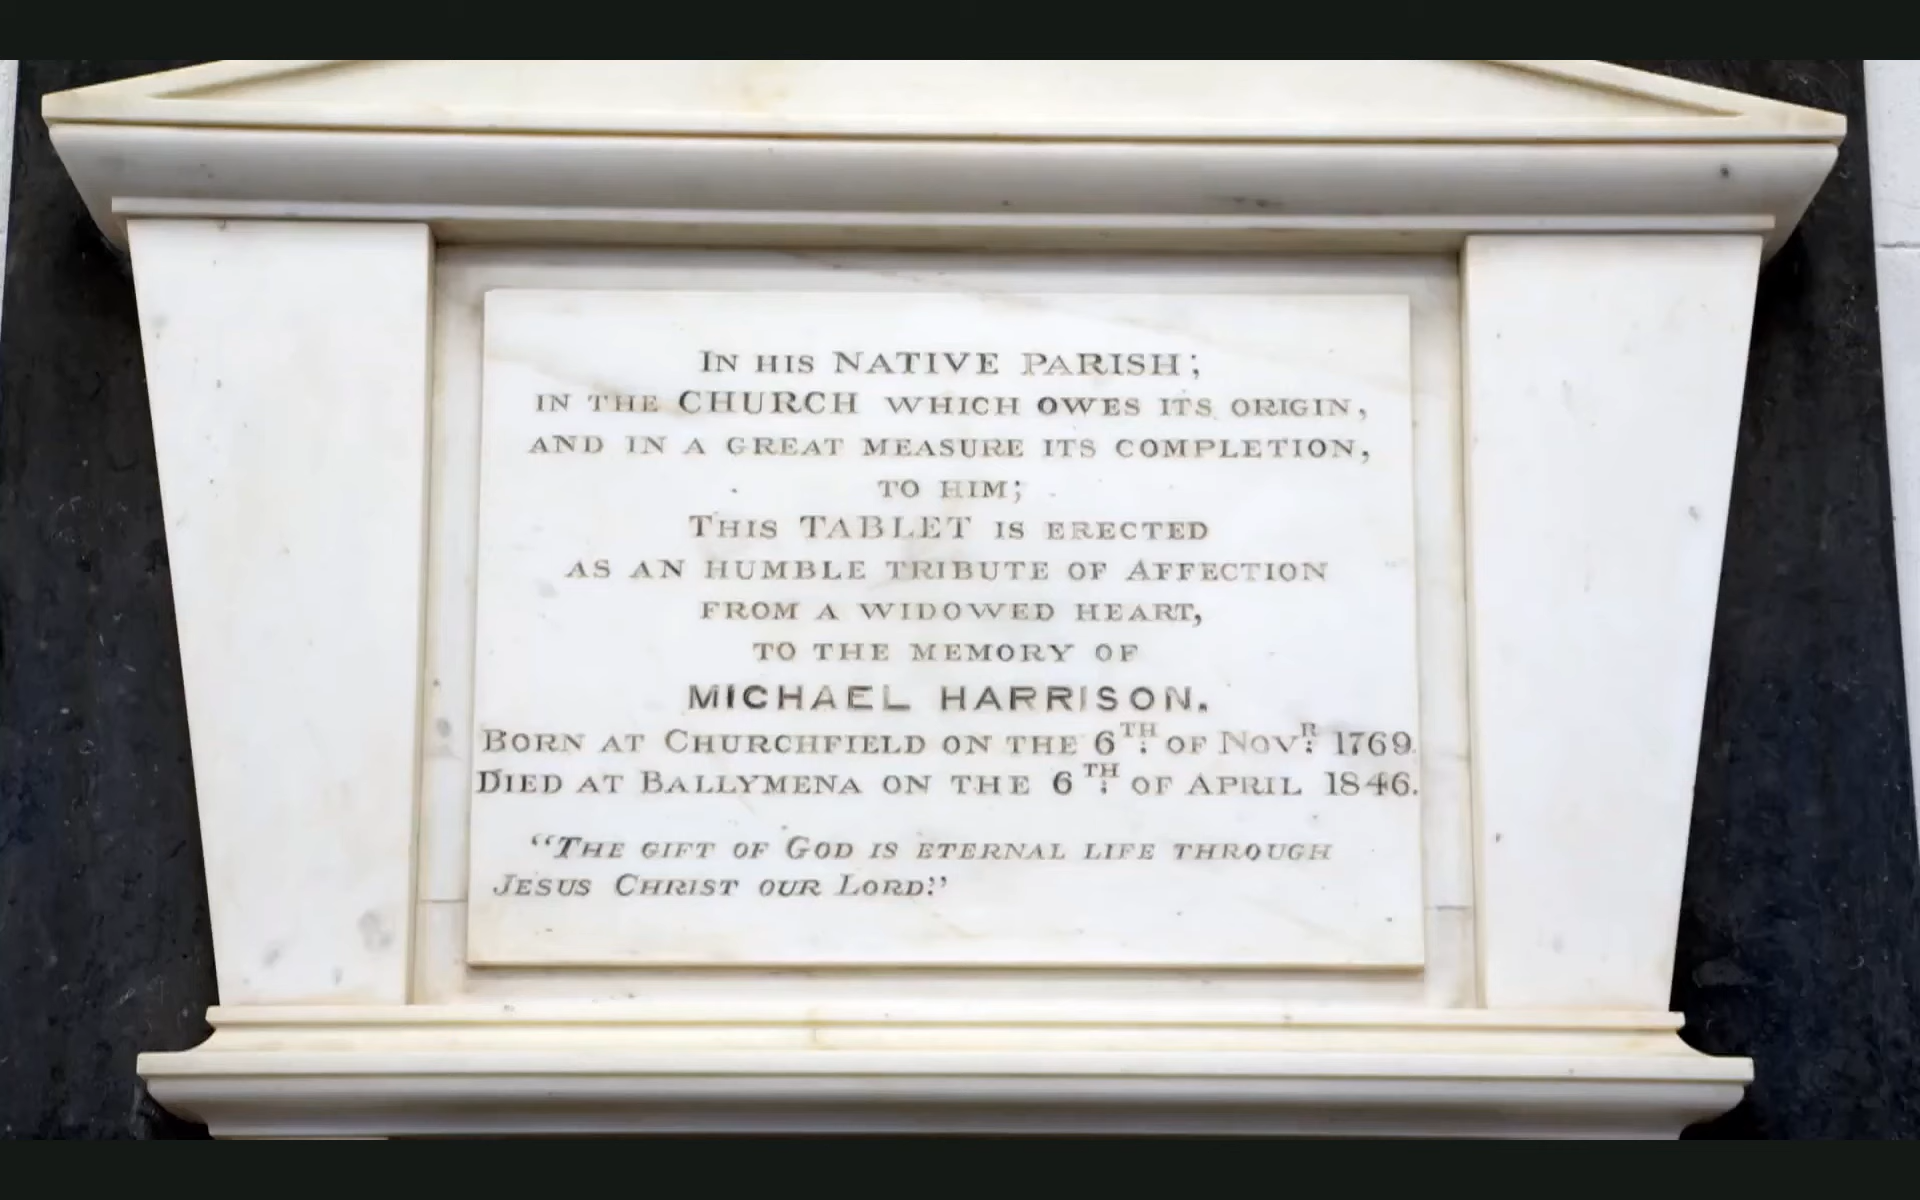 In his NATIVE PARISH;
IN THE CHURCH WHICH OWES ITS ORIGIN,
AND IN A GREAT MEASURE ITS COMPLETION,
TO HIM;
This TABLET IS ERECTED
AS AN HUMBLE TRIBUTE OF AFFECTION
FROM A WIDOWED HEART,
TO THE MEMORY OF
MICHAEL HARRISON.
Born at Churchfield on the 6TH. of Novr. 1769.
Died at Ballymena on the 6TH. of April 1846.
“The gift of God is eternal life through
Jesus Christ our Lord.”